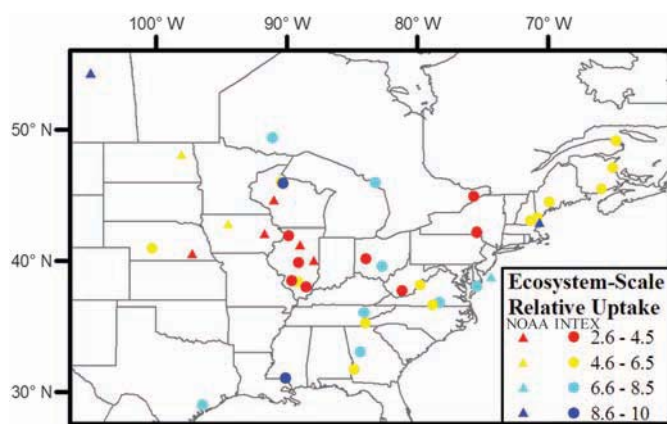 100° W 90° W 80° W 70° W
50° N
40° N
30° N
Ecosystem-Scale
Relative Uptake
NOAA INTEX
2.6 - 4.5
4.6 - 6.5
6.6 - 8.5
8.6 - 10